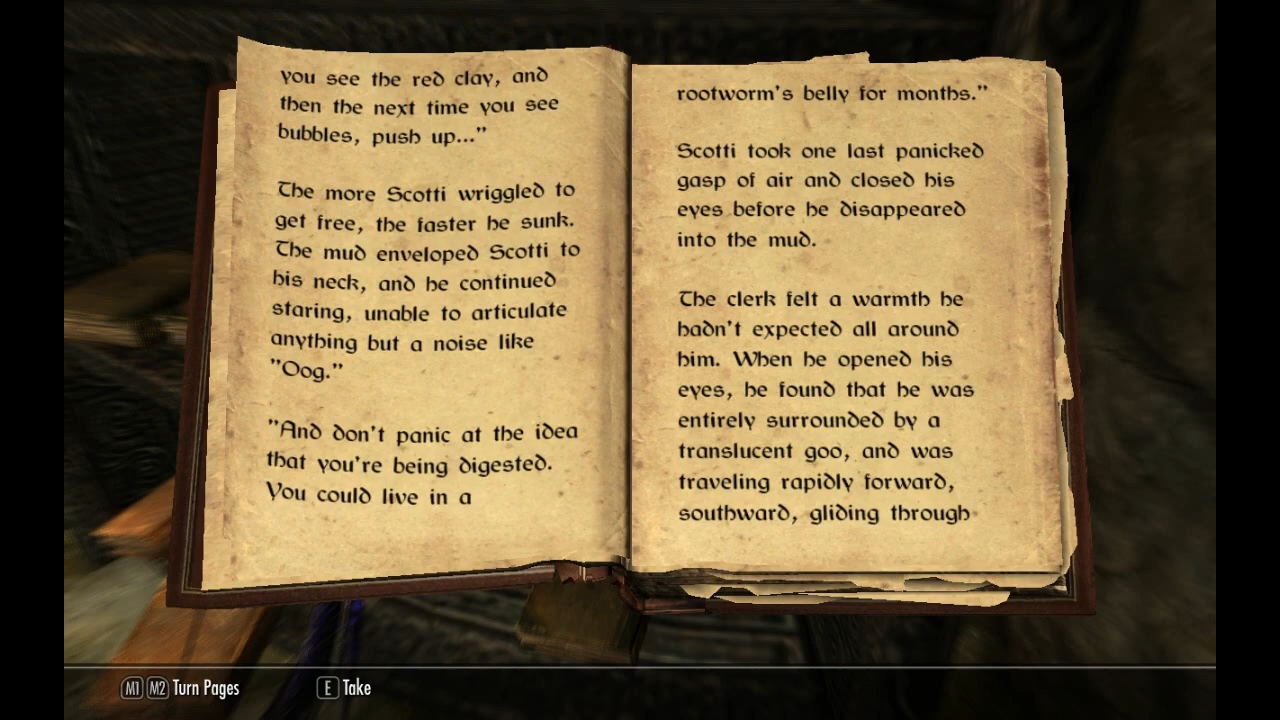 you see the red clay, and
then the next time you see
bubbles, push up..."
The more Scotti wriggled to
get free, the faster he sunk.
The mud enveloped Scotti to
his neck, and he continued
staring, unable to articulate
anything but a noise like
"Oog."
"And don't panic at the idea
that you're being digested.
You could live in a
rootworm's belly for months."
Scotti took one last panicked
gasp of air and closed his
eyes before he disappeared
into the mud.
The clerk felt a warmth he
hadn't expected all around
him. When he opened his
eyes, he found that he was
entirely surrounded by a
translucent goo, and was
traveling rapidly forward,
southward, gliding through
M1 M2 Turn Pages
E Take